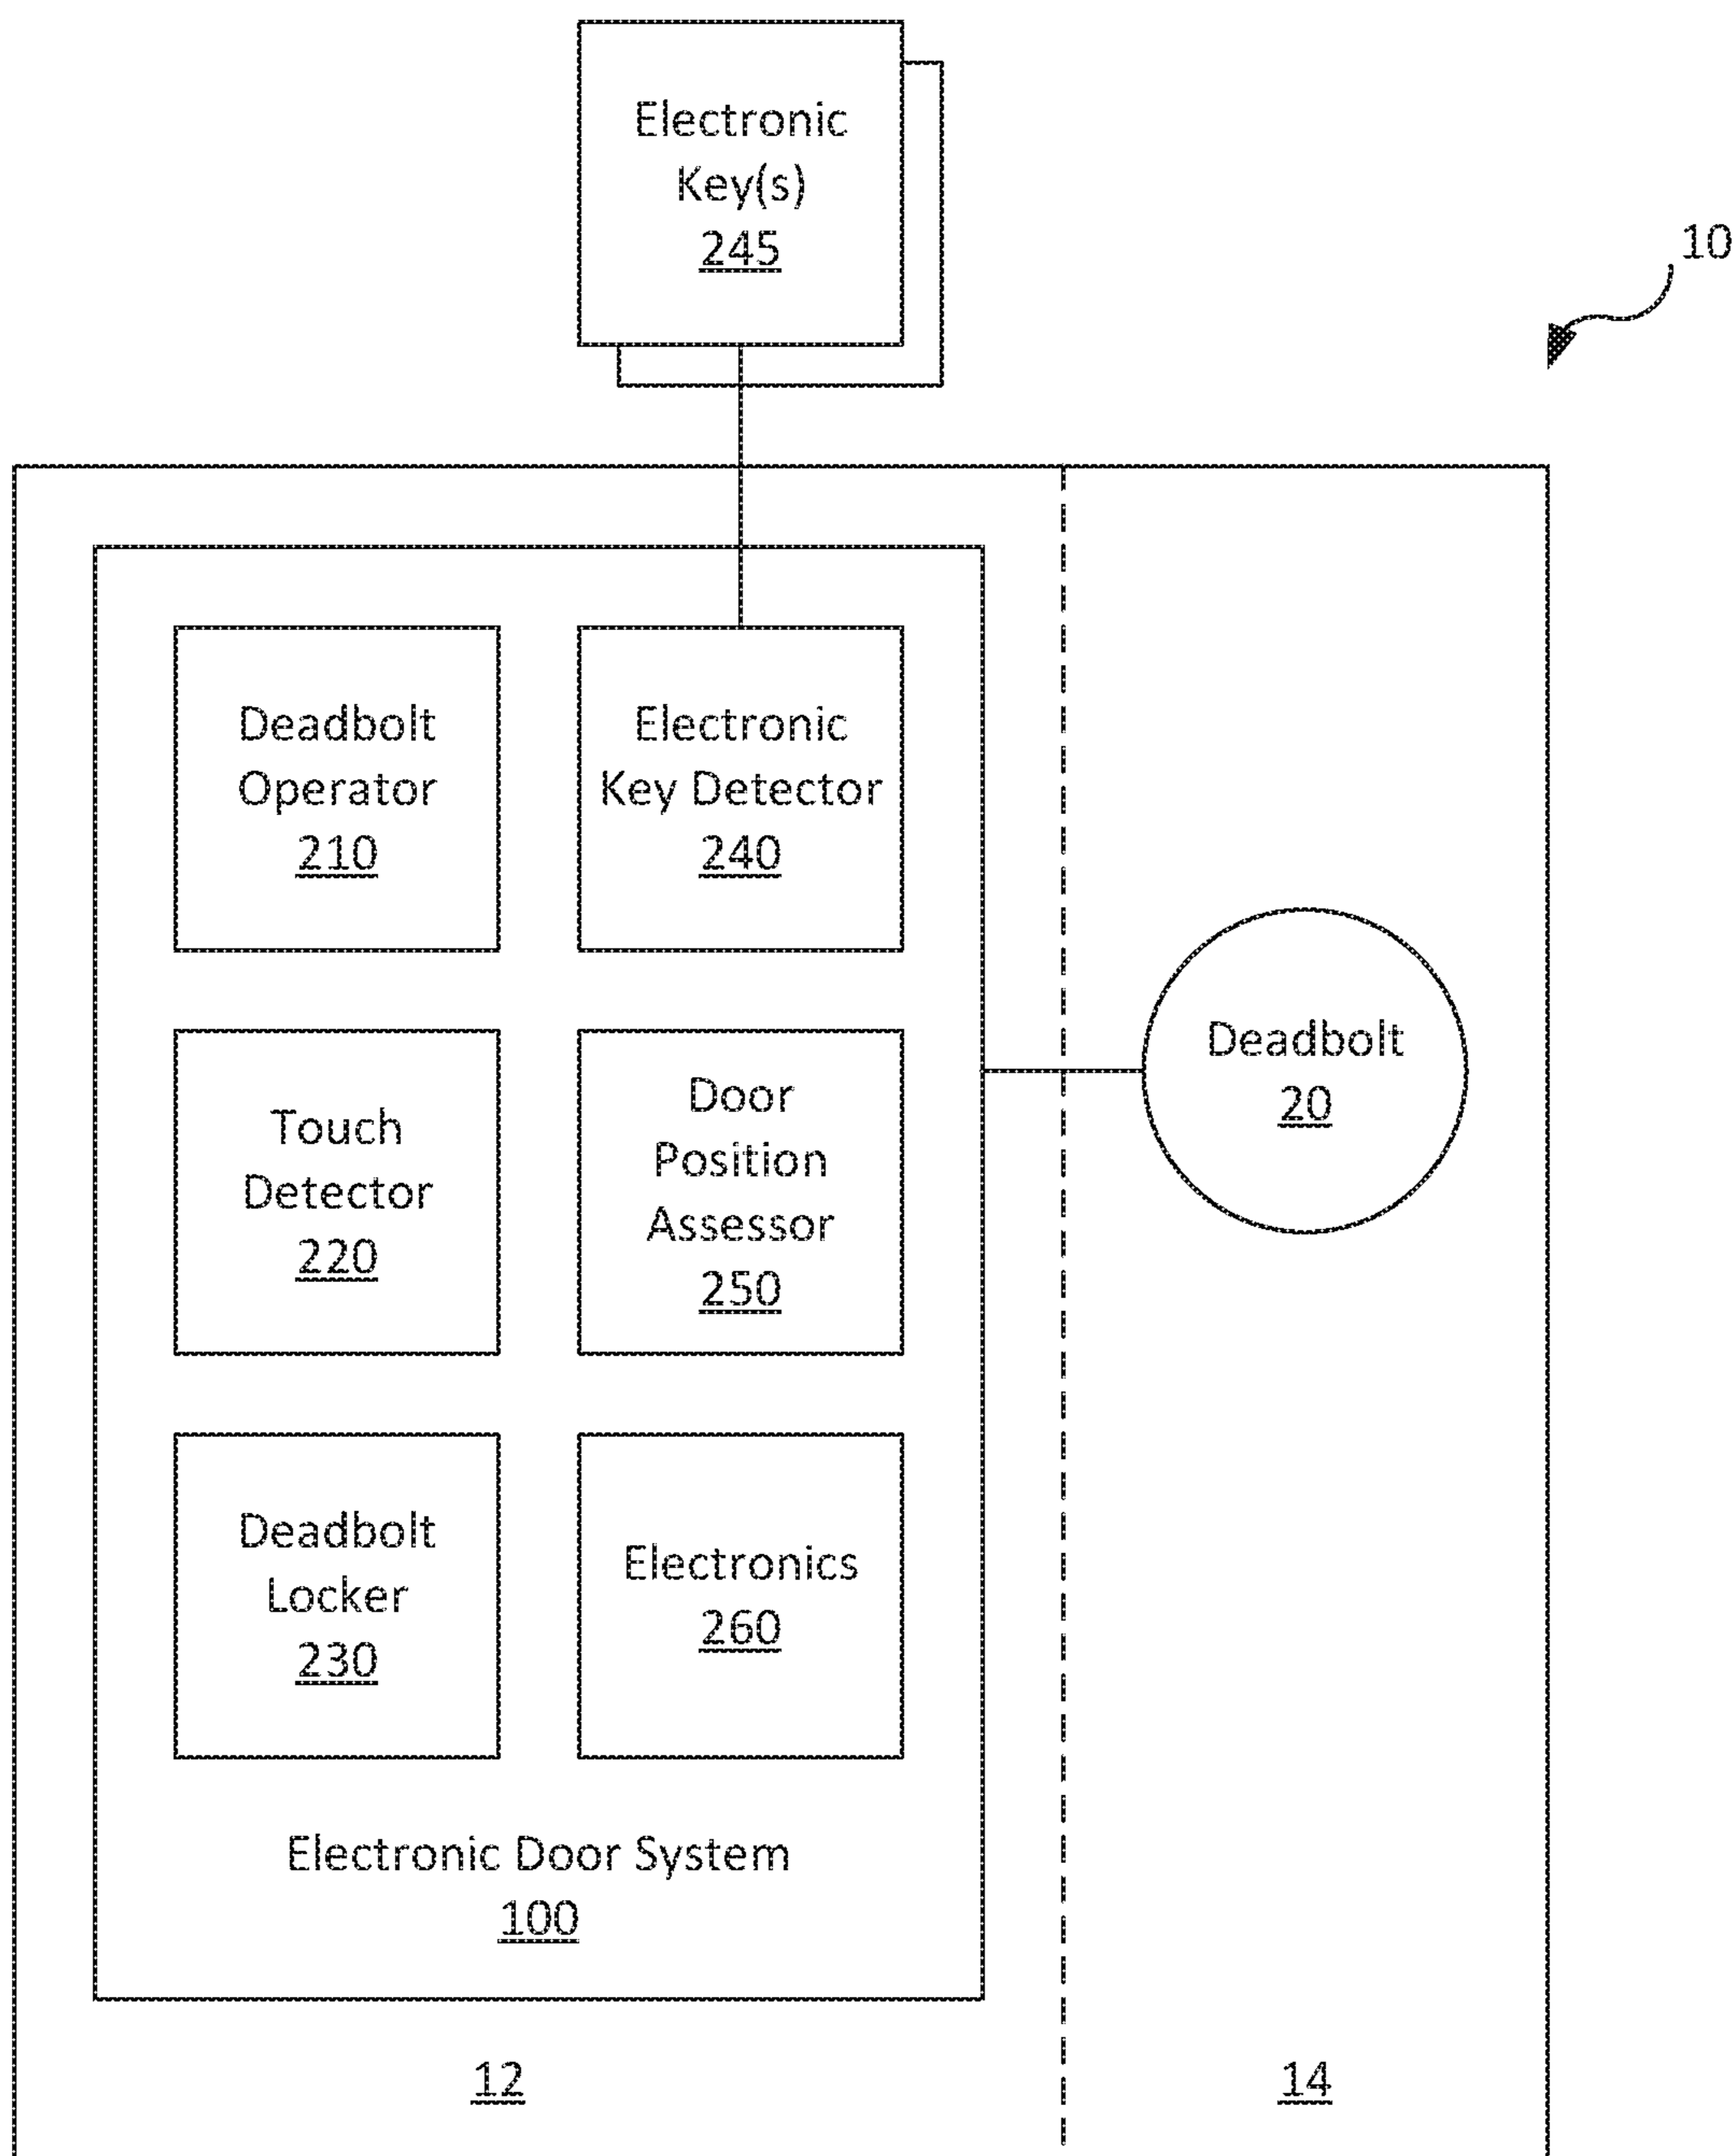 Electronic
Key(s)
245
10
Deadbolt
Operator
210
Electronic
Key Detector
240
Touch
Detector
220
Door
Position
Assessor
250
Deadbolt
20
Deadbolt
Locker
230
Electronics
260
Electronic Door System
100
12
14